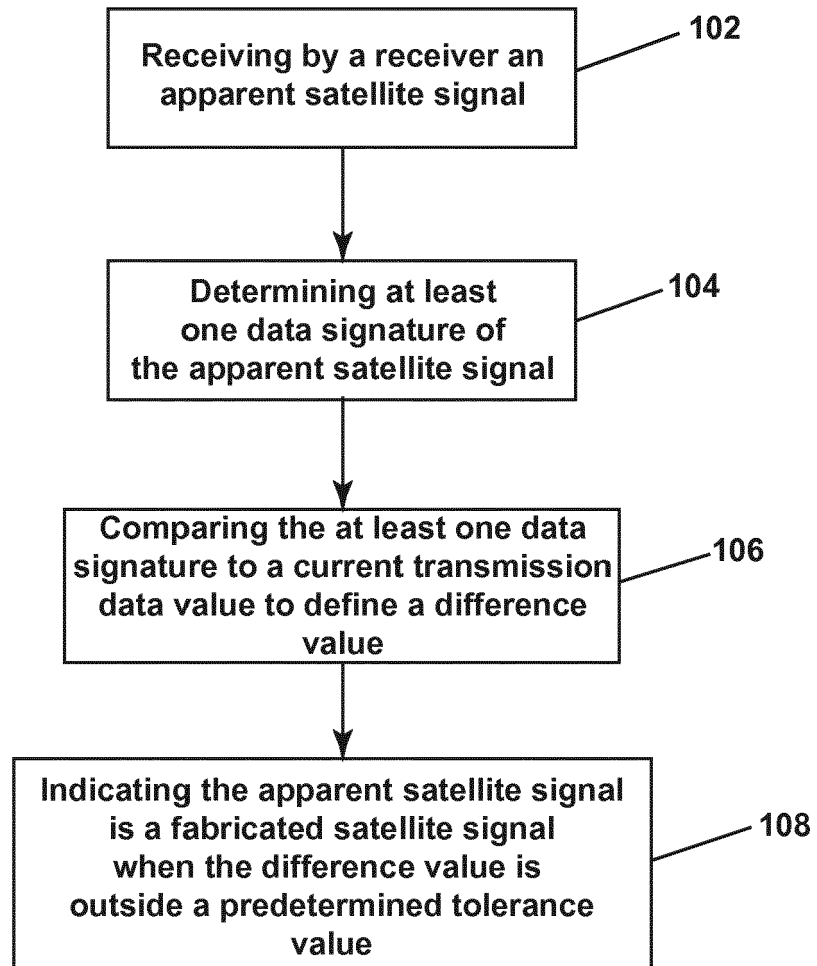 Receiving by a receiver an
apparent satellite signal
102
Determining at least
one data signature of
the apparent satellite signal
104
Comparing the at least one data
signature to a current transmission
data value to define a difference
value
106
Indicating the apparent satellite signal
is a fabricated satellite signal
when the difference value is
outside a predetermined tolerance
value
108